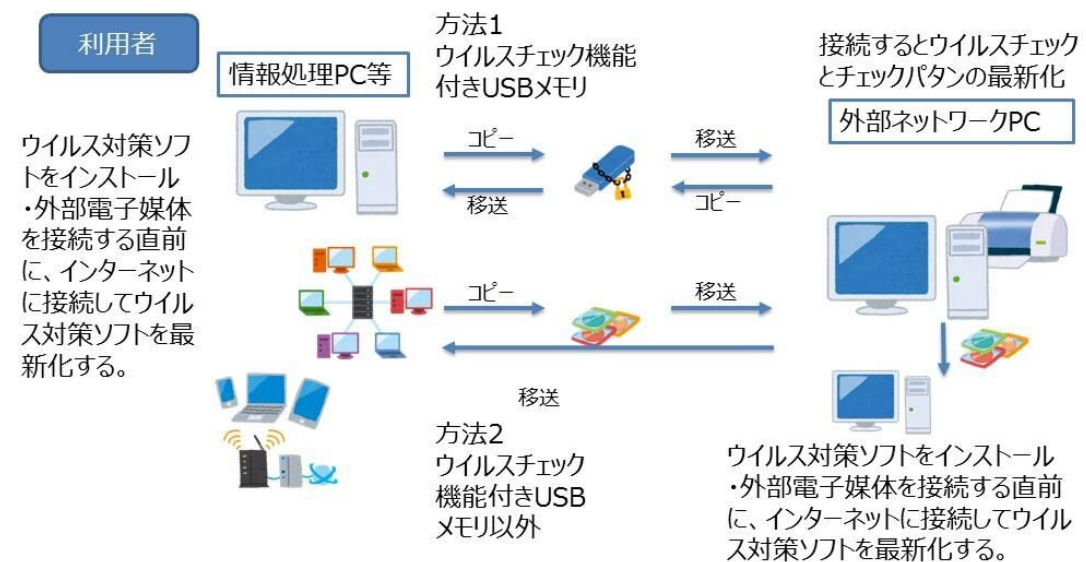 利用者
情報処理PC等
方法1
ウイルスチェック機能
付きUSBメモリ
接続するとウイルスチェック
とチェックパタンの最新化
外部ネットワークPC
ウイルス対策ソフ
トをインストール
・外部電子媒体
を接続する直前
に、インターネット
に接続してウイル
ス対策ソフトを最
新化する。
コピー
移送
移送
コピー
コピー
移送
移送
方法2
ウイルスチェック
機能付きUSB
メモリ以外
ウイルス対策ソフトをインストール
・外部電子媒体を接続する直前
に、インターネットに接続してウイル
ス対策ソフトを最新化する。